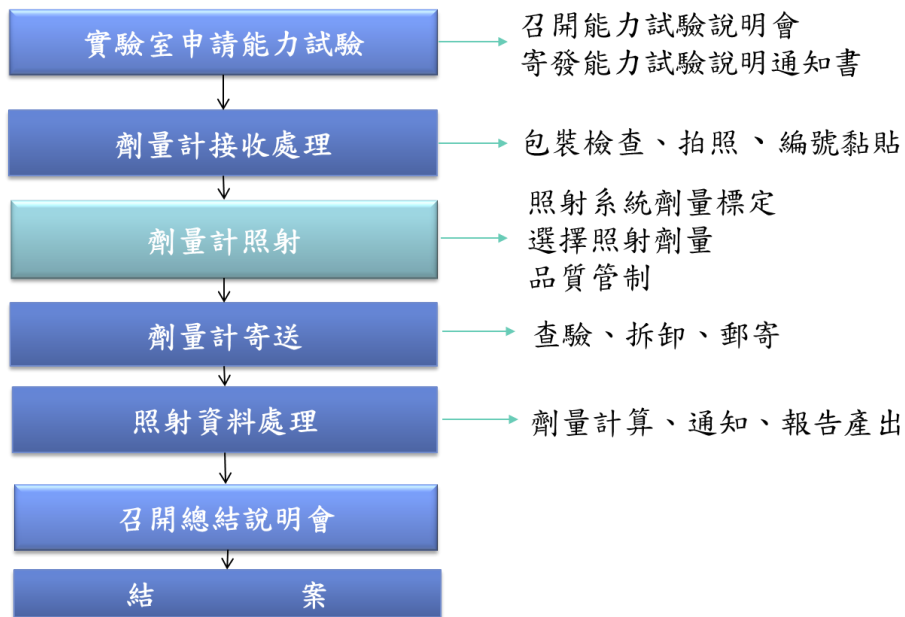 實驗室申請能力試驗
召開能力試驗說明會
寄發能力試驗說明通知書
劑量計接收處理
包裝檢查、拍照、編號黏貼
劑量計照射
照射系統劑量標定
選擇照射劑量
品質管制
劑量計寄送
查驗、拆卸、郵寄
照射資料處理
劑量計算、通知、報告產出
召開總結說明會
結 案